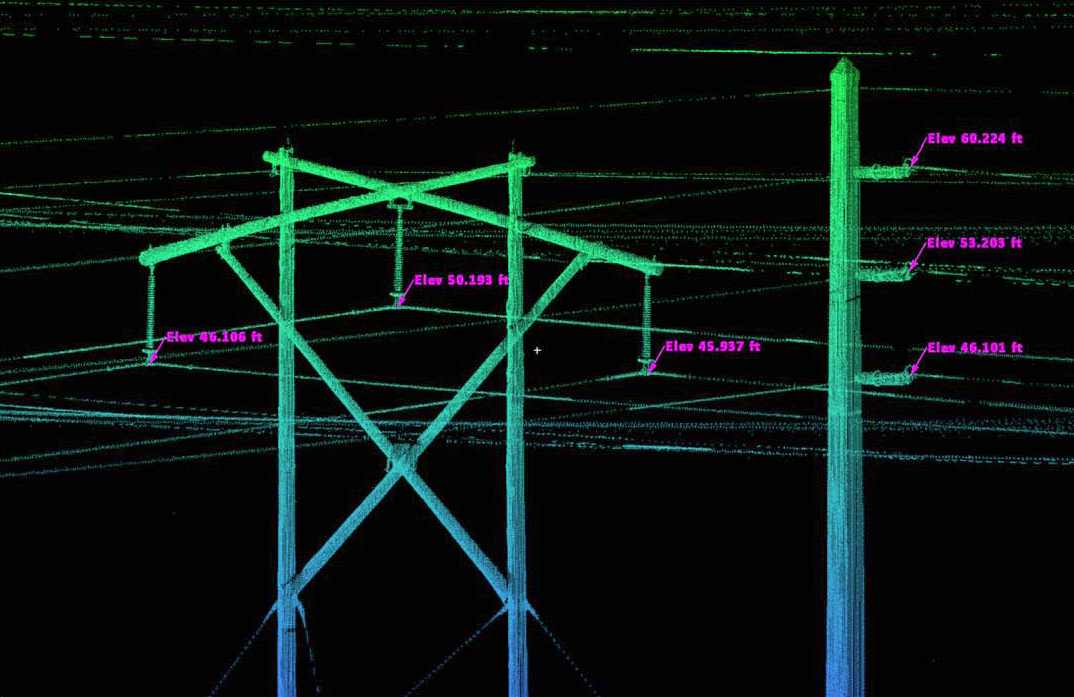 Elev 60.224 ft
Elev 53.203 ft
Elev 50.193 ft
Elev 46.106 ft
Elev 45.937 ft
Elev 46.101 ft